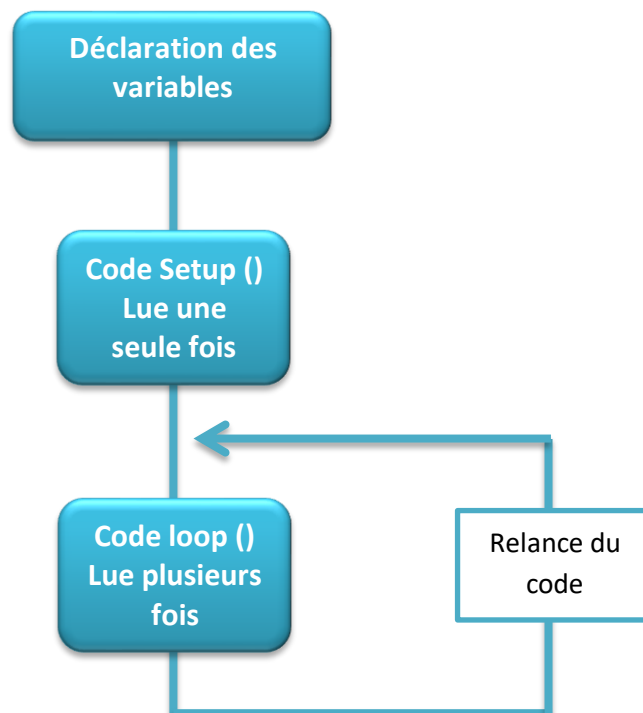 Déclaration des
variables
Code Setup ()
Lue une
seule fois
Code loop ()
Lue plusieurs
fois
Relance du
code